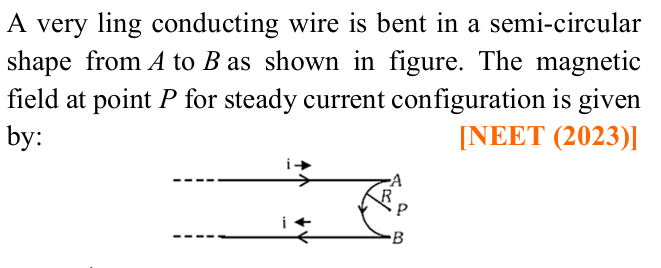 A very ling conducting wire is bent in a semi-circular
shape from A to B as shown in figure. The magnetic
field at point P for steady current configuration is given
by: [NEET (2023)]
i→
A
R
P
i←
B